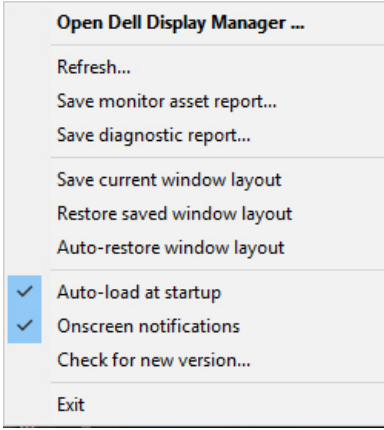 Open Dell Display Manager ...
Refresh...
Save monitor asset report...
Save diagnostic report...
Save current window layout
Restore saved window layout
Auto-restore window layout
Auto-load at startup
Onscreen notifications
Check for new version...
Exit